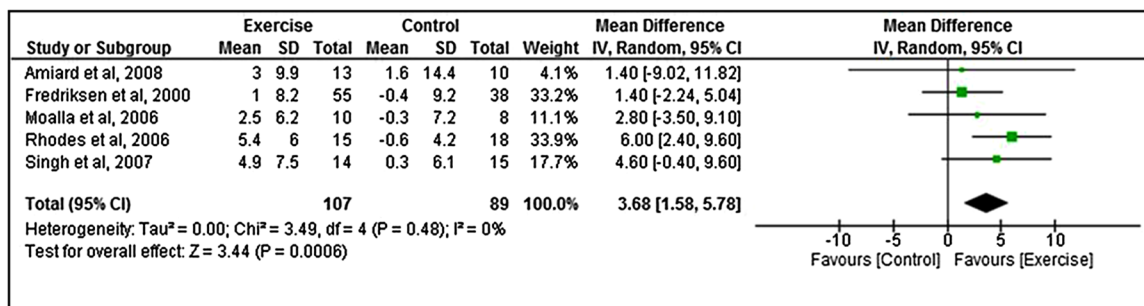 Exercise Control Mean Difference Mean Difference
Study or Subgroup Mean SD Total Mean SD Total Weight IV, Random, 95% CI IV, Random, 95% CI
Amiard et al, 2008 3 9.9 13 1.6 14.4 10 4.1% 1.40 [-9.02, 11.82]
Fredriksen et al, 2000 1 8.2 55 -0.4 9.2 38 33.2% 1.40 [-2.24, 5.04]
Moalla et al, 2006 2.5 6.2 10 -0.3 7.2 8 11.1% 2.80 [-3.50, 9.10]
Rhodes et al, 2006 5.4 6 15 -0.6 4.2 18 33.9% 6.00 [2.40, 9.60]
Singh et al, 2007 4.9 7.5 14 0.3 6.1 15 17.7% 4.60 [-0.40, 9.60]
Total (95% CI) 107 89 100.0% 3.68 [1.58, 5.78]
Heterogeneity: Tau² = 0.00; Chi² = 3.49, df = 4 (P = 0.48); I² = 0%
Test for overall effect: Z = 3.44 (P = 0.0006)
-10 -5 0 5 10
Favours [Control] Favours [Exercise]